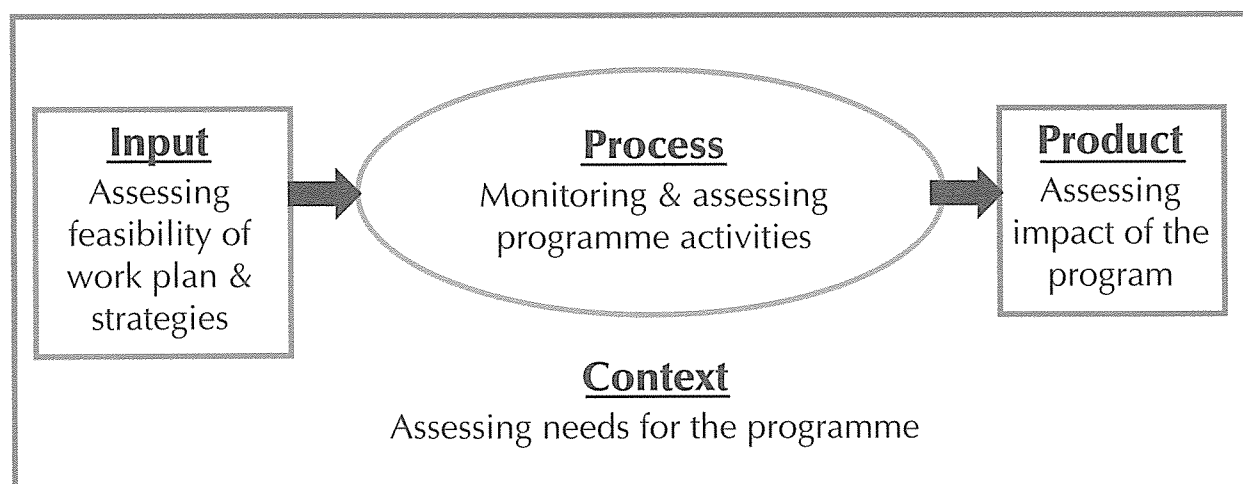 Input
Assessing
feasibility of
work plan &
strategies
Process
Monitoring & assessing
programme activities
Product
Assessing
impact of the
program
Context
Assessing needs for the programme